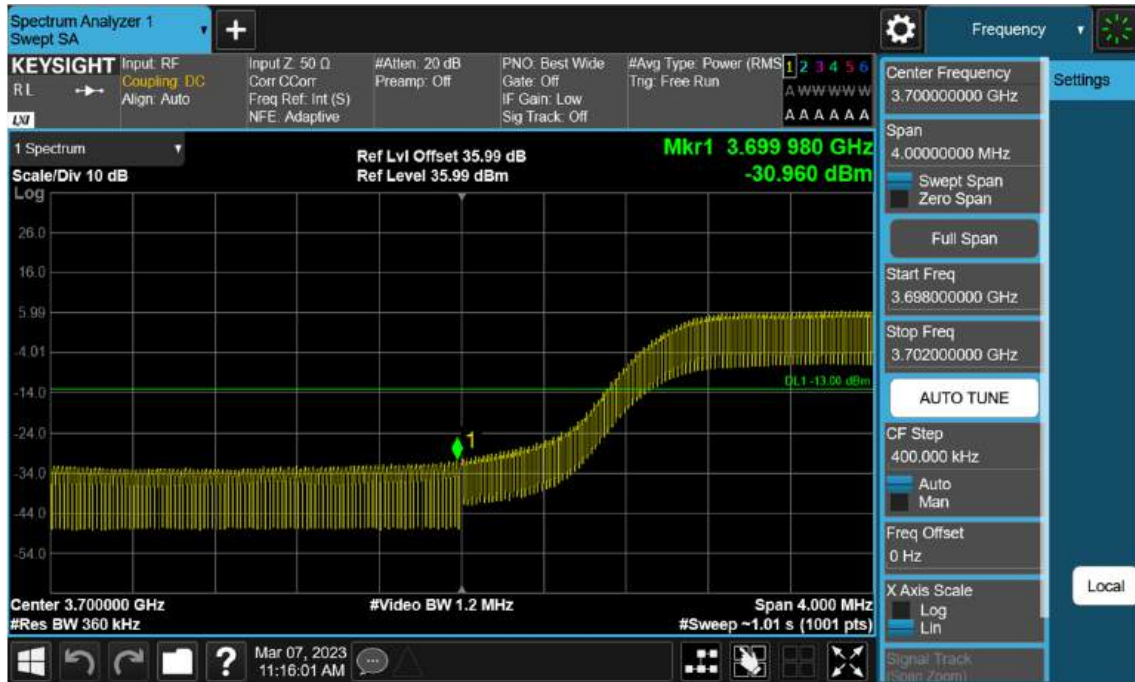 Spectrum Analyzer 1
Swept SA
Frequency
KEYSIGHT
RL
LXI
Input: RF
Coupling: DC
Align: Auto
Input Z: 50 Ω
Corr CCorr
Freq Ref: Int (S)
NFE: Adaptive
#Atten: 20 dB
Preamp: Off
PNO: Best Wide
Gate: Off
IF Gain: Low
Sig Track: Off
#Avg Type: Power (RMS
Trig: Free Run
1 2 3 4 5 6
A W W W W W
A A A A A A
1 Spectrum
Scale/Div 10 dB
Log
Ref Lvl Offset 35.99 dB
Ref Level 35.99 dBm
Mkr1 3.699 980 GHz
-30.960 dBm
26.0
16.0
5.99
-4.01
-14.0
-24.0
-34.0
-44.0
-54.0
DL1 -13.00 dBm
1
Center 3.700000 GHz
#Res BW 360 kHz
#Video BW 1.2 MHz
Span 4.000 MHz
#Sweep ~1.01 s (1001 pts)
Mar 07, 2023
11:16:01 AM
?
Center Frequency
3.700000000 GHz
Span
4.00000000 MHz
Swept Span
Zero Span
Full Span
Start Freq
3.698000000 GHz
Stop Freq
3.702000000 GHz
AUTO TUNE
CF Step
400.000 kHz
Auto
Man
Freq Offset
0 Hz
X Axis Scale
Log
Lin
Signal Track
(Span Zoom)
Settings
Local